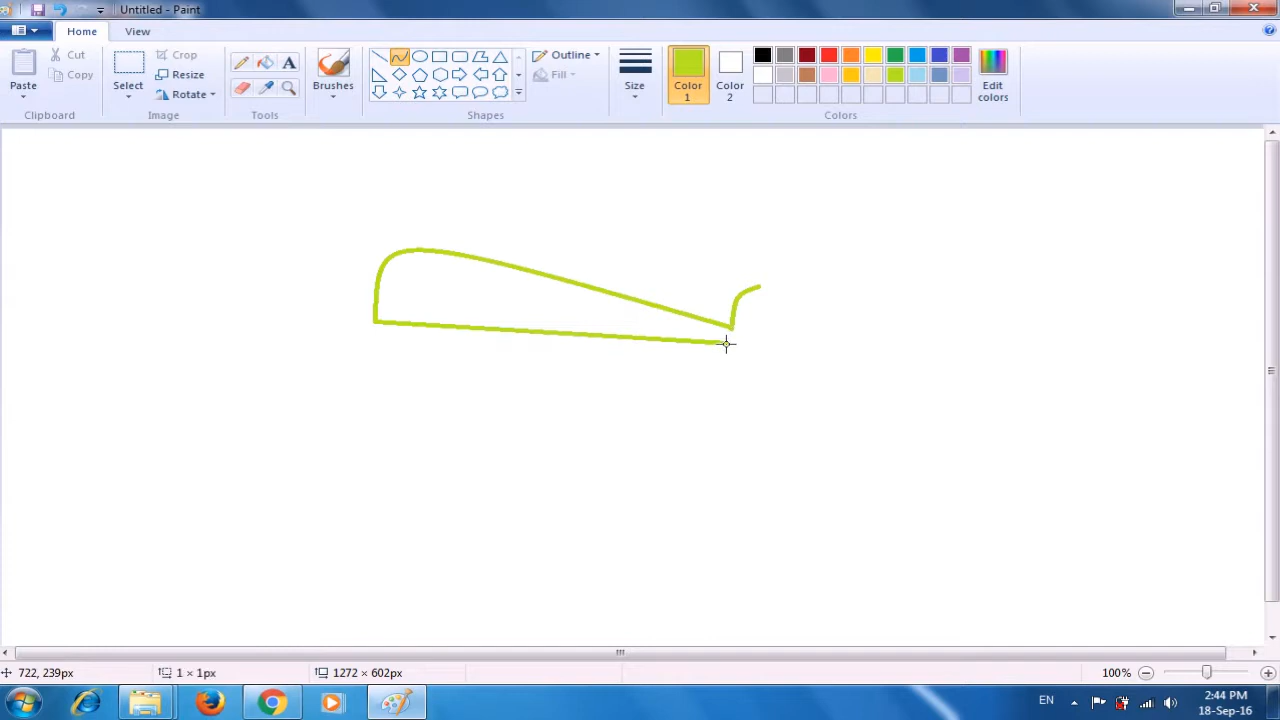 Untitled - Paint
Home View
Paste
Cut
Copy
Clipboard
Select
Crop
Resize
Rotate
Image
A
Tools
Brushes
Outline
Fill
Shapes
Size
Color
1
Color
2
Edit
colors
Colors
722, 239px
1 × 1px
1272 × 602px
100%
EN
2:44 PM
18-Sep-16